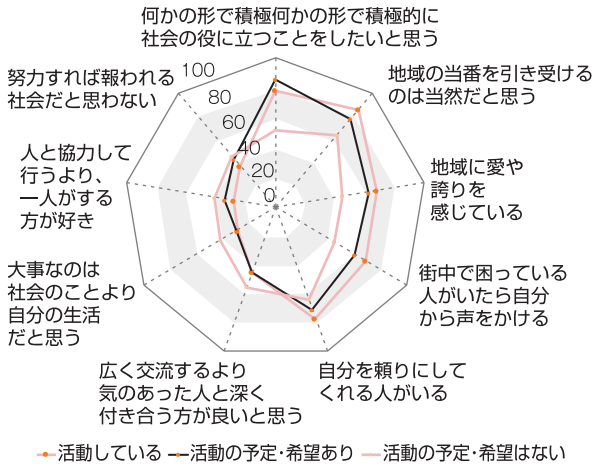 何かの形で積極何かの形で積極的に
社会の役に立つことをしたいと思う
努力すれば報われる
社会だと思わない
100
80
60
40
20
0
地域の当番を引き受ける
のは当然だと思う
人と協力して
行うより、
一人がする
方が好き
地域に愛や
誇りを
感じている
大事なのは
社会のことより
自分の生活
だと思う
街中で困っている
人がいたら自分
から声をかける
広く交流するより
気のあった人と深く
付き合う方が良いと思う
自分を頼りにして
くれる人がいる
活動している 活動の予定・希望あり 活動の予定・希望はない